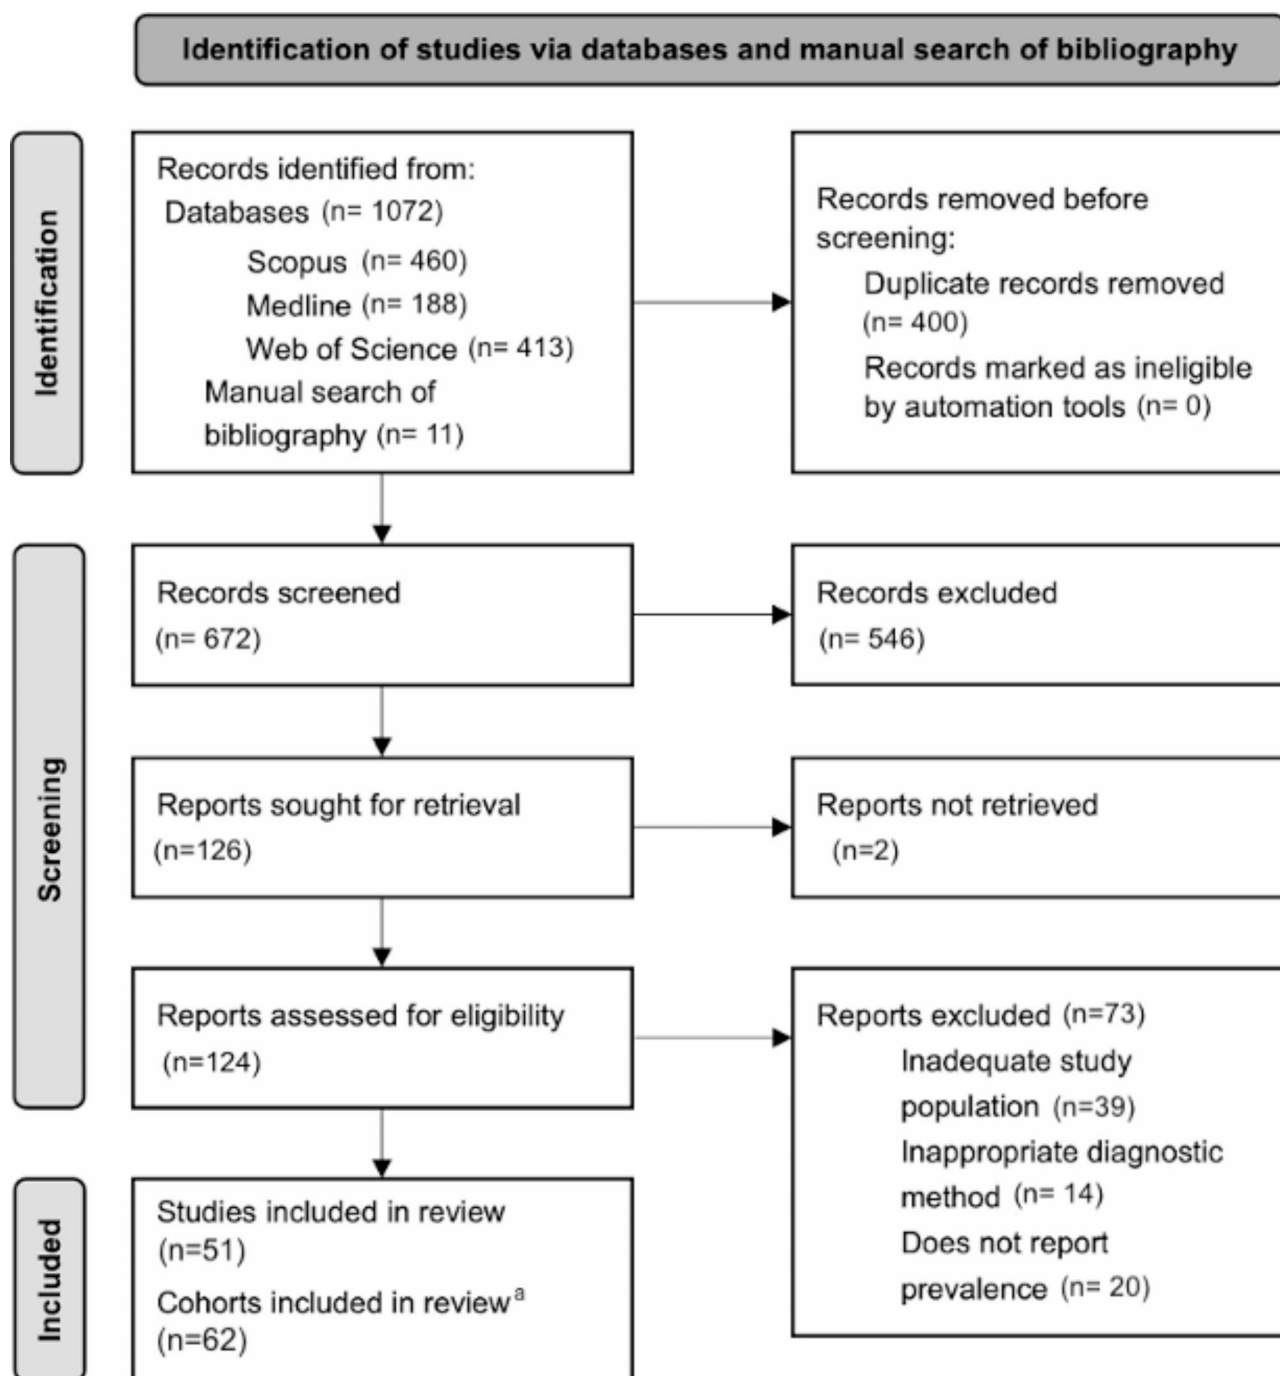 Identification of studies via databases and manual search of bibliography
Identification
Records identified from:
Databases (n= 1072)
Scopus (n= 460)
Medline (n= 188)
Web of Science (n= 413)
Manual search of
bibliography (n= 11)
Records removed before
screening:
Duplicate records removed
(n= 400)
Records marked as ineligible
by automation tools (n= 0)
Screening
Records screened
(n= 672)
Records excluded
(n= 546)
Reports sought for retrieval
(n=126)
Reports not retrieved
(n=2)
Reports assessed for eligibility
(n=124)
Reports excluded (n=73)
Inadequate study
population (n=39)
Inappropriate diagnostic
method (n= 14)
Does not report
prevalence (n= 20)
Included
Studies included in review
(n=51)
Cohorts included in review a
(n=62)